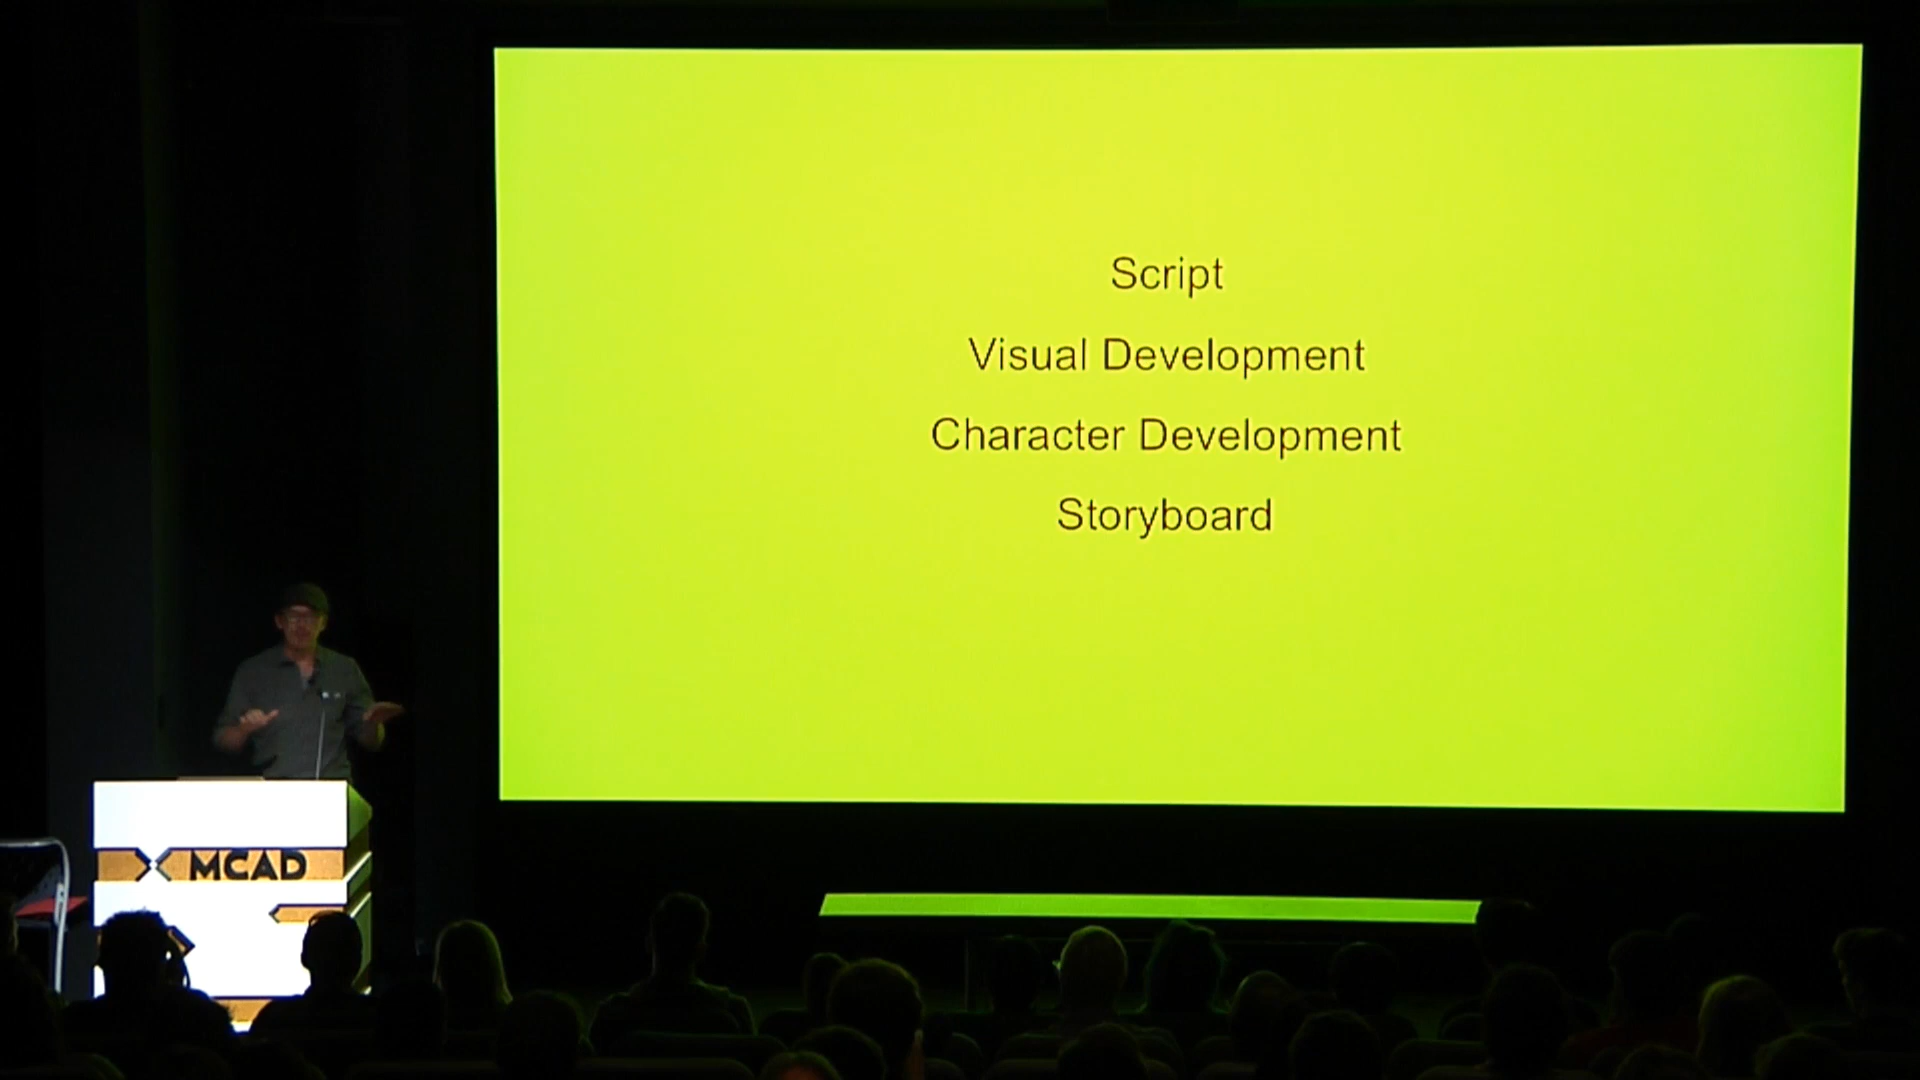 Script
Visual Development
Character Development
Storyboard
MCAD